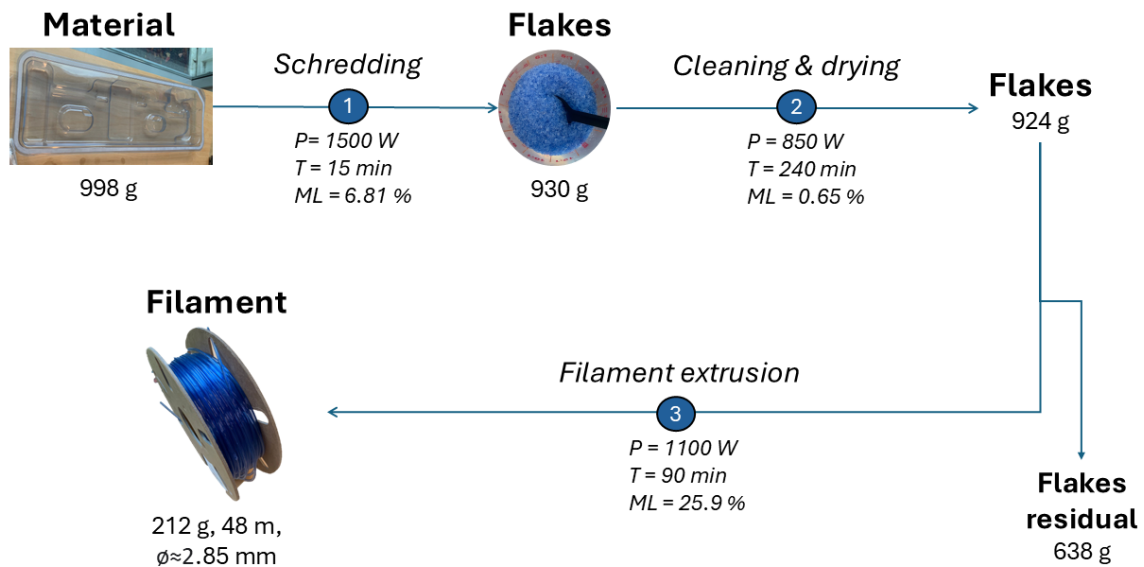 Material
998 g
Schredding
1
P= 1500 W
T = 15 min
ML = 6.81 %
Flakes
930 g
Cleaning & drying
2
P = 850 W
T = 240 min
ML = 0.65 %
Flakes
924 g
Filament extrusion
3
P = 1100 W
T = 90 min
ML = 25.9 %
Flakes
residual
638 g
Filament
212 g, 48 m,
ø≈2.85 mm